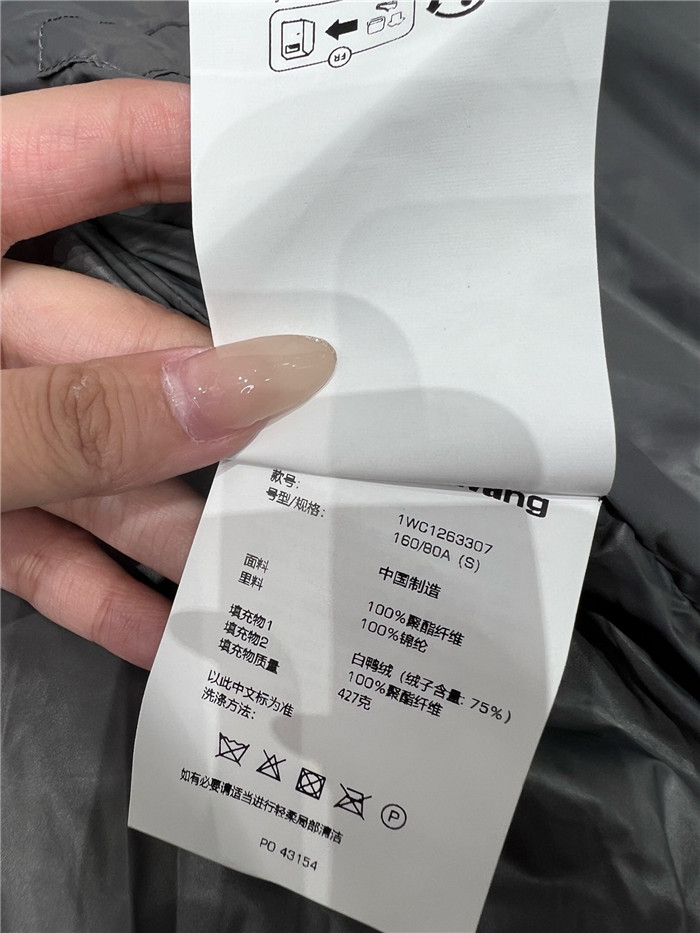 FR
wang
款号:
1WC1263307
号型/规格:
160/80A (S)
中国制造
面料
100%聚酯纤维
里料
100%锦纶
填充物1
白鸭绒 (绒子含量: 75%)
填充物2
100%聚酯纤维
填充物质量
427克
以此中文标为准
洗涤方法:
P
如有必要请适当进行轻柔局部清洁
PO 43154